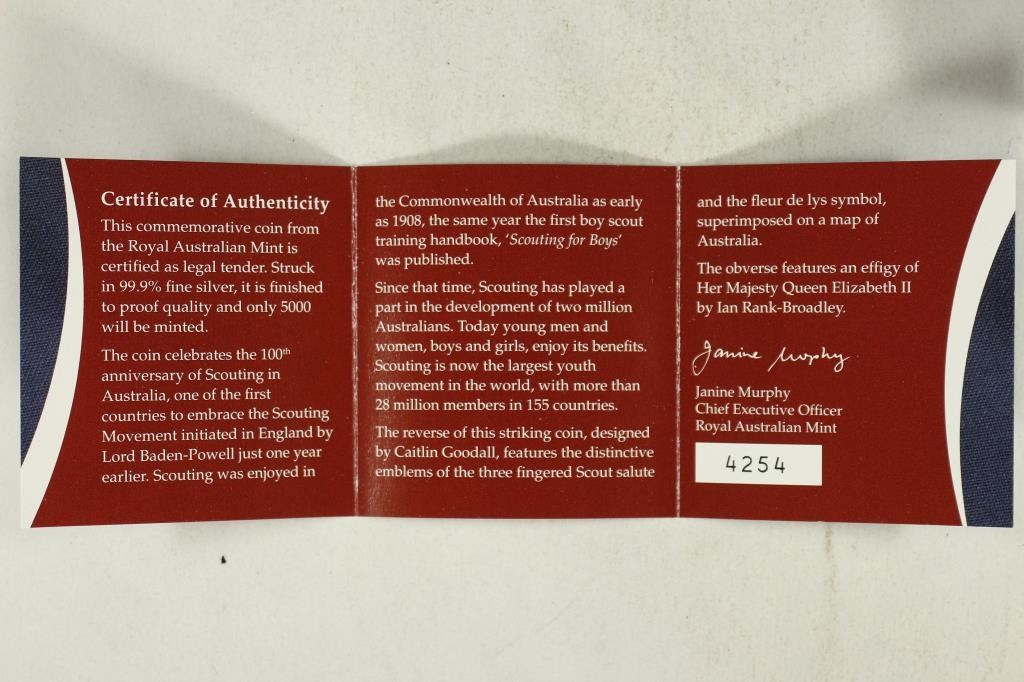 Certificate of Authenticity
This commemorative coin from
the Royal Australian Mint is
certified as legal tender. Struck
in 99.9% fine silver, it is finished
to proof quality and only 5000
will be minted.
The coin celebrates the 100th
anniversary of Scouting in
Australia, one of the first
countries to embrace the Scouting
Movement initiated in England by
Lord Baden-Powell just one year
earlier. Scouting was enjoyed in
the Commonwealth of Australia as early
as 1908, the same year the first boy scout
training handbook, 'Scouting for Boys'
was published.
Since that time, Scouting has played a
part in the development of two million
Australians. Today young men and
women, boys and girls, enjoy its benefits.
Scouting is now the largest youth
movement in the world, with more than
28 million members in 155 countries.
The reverse of this striking coin, designed
by Caitlin Goodall, features the distinctive
emblems of the three fingered Scout salute
and the fleur de lys symbol,
superimposed on a map of
Australia.
The obverse features an effigy of
Her Majesty Queen Elizabeth II
by Ian Rank-Broadley.
Janine Murphy
Janine Murphy
Chief Executive Officer
Royal Australian Mint
4254